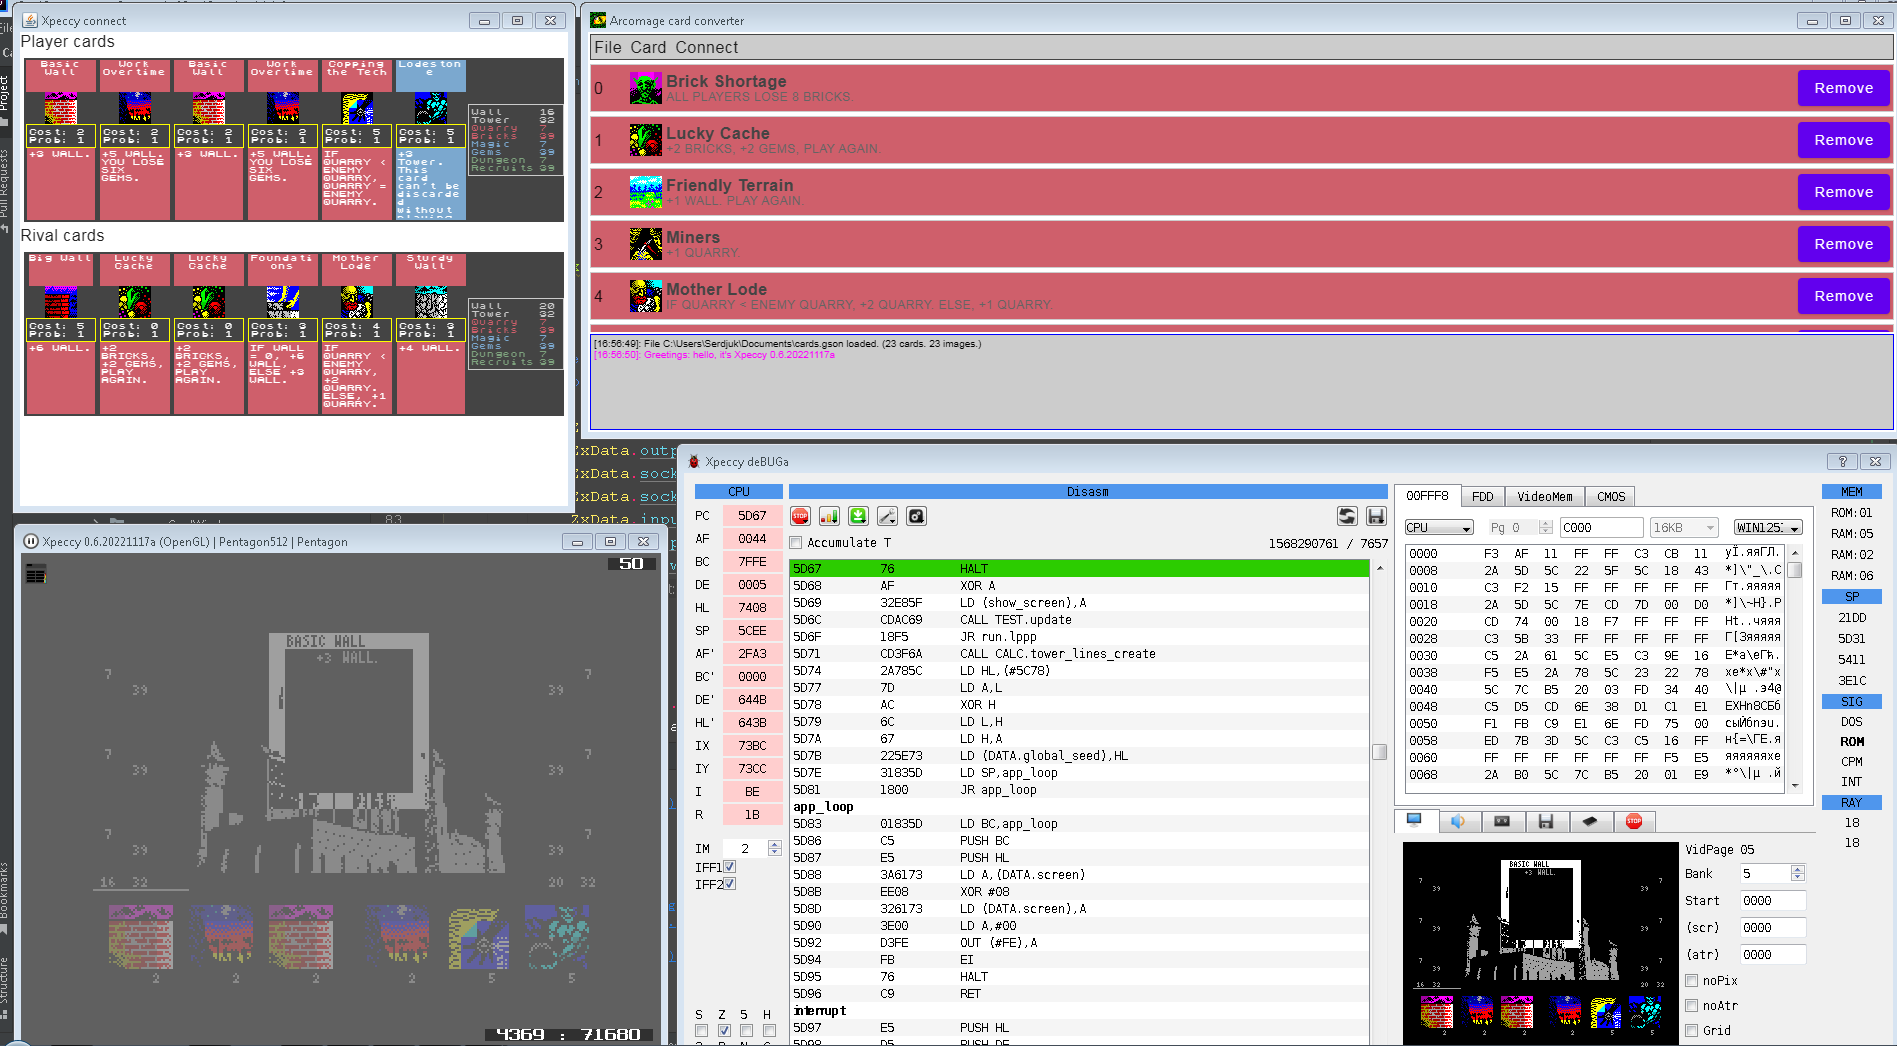 Xpeccy connect
Player cards
Basic Wall
Work Overtime
Basic Wall
Work Overtime
Copping the Tech
Lodeston e
Cost: 2
Prob: 1
Cost: 2
Prob: 1
Cost: 2
Prob: 1
Cost: 2
Prob: 1
Cost: 5
Prob: 1
Cost: 5
Prob: 1
+3 WALL.
+5 WALL. YOU LOSE SIX GEMS.
+3 WALL.
+5 WALL. YOU LOSE SIX GEMS.
IF QUARRY < ENEMY QUARRY, QUARRY = ENEMY QUARRY.
+3 Tower. This card can't be discarde d without playing
Wall 16
Tower 32
Quarry 7
Bricks 39
Magic 7
Gems 39
Dungeon 7
Recruits 39
Rival cards
Big Wall
Lucky Cache
Lucky Cache
Foundati ons
Mother Lode
Sturdy Wall
Cost: 5
Prob: 1
Cost: 0
Prob: 1
Cost: 0
Prob: 1
Cost: 3
Prob: 1
Cost: 4
Prob: 1
Cost: 3
Prob: 1
+6 WALL.
+2 BRICKS, +2 GEMS, PLAY AGAIN.
+2 BRICKS, +2 GEMS, PLAY AGAIN.
IF WALL = 0, +6 WALL, ELSE +3 WALL.
IF QUARRY < ENEMY QUARRY, +2 QUARRY. ELSE, +1 QUARRY.
+4 WALL.
Wall 20
Tower 32
Quarry 7
Bricks 39
Magic 7
Gems 39
Dungeon 7
Recruits 39
Arcomage card converter
File Card Connect
0 Brick Shortage Remove
ALL PLAYERS LOSE 8 BRICKS.
1 Lucky Cache Remove
+2 BRICKS, +2 GEMS, PLAY AGAIN.
2 Friendly Terrain Remove
+1 WALL. PLAY AGAIN.
3 Miners Remove
+1 QUARRY.
4 Mother Lode Remove
IF QUARRY < ENEMY QUARRY, +2 QUARRY. ELSE, +1 QUARRY.
[16:56:49]: File C:\Users\Serdjuk\Documents\cards.gson loaded. (23 cards. 23 images.)
[16:56:50]: Greetings: hello, it's Xpeccy 0.6.20221117a
Project
Pull Requests
Bookmarks
Structure
ZxData.outp
ZxData.sock
ZxData.sock
ZxData.inpu
83
Xpeccy 0.6.20221117a (OpenGL) | Pentagon512 | Pentagon
50
BASIC WALL
+3 WALL.
7
39
7
39
7
39
16 32
7
39
7
39
7
39
20 32
2
2
2
2
5
5
4369 : 71680
Xpeccy deBUGa
CPU
PC 5D67
AF 0044
BC 7FFE
DE 0005
HL 7408
SP 5CEE
AF' 2FA3
BC' 0000
DE' 644B
HL' 643B
IX 73BC
IY 73CC
I BE
R 1B
IM 2
IFF1
IFF2
S Z 5 H
Disasm
Accumulate T
1568290761 / 7657
5D67 76 HALT
5D68 AF XOR A
5D69 32E85F LD (show_screen),A
5D6C CDAC69 CALL TEST.update
5D6F 18F5 JR run.lppp
5D71 CD3F6A CALL CALC.tower_lines_create
5D74 2A785C LD HL,(#5C78)
5D77 7D LD A,L
5D78 AC XOR H
5D79 6C LD L,H
5D7A 67 LD H,A
5D7B 225E73 LD (DATA.global_seed),HL
5D7E 31835D LD SP,app_loop
5D81 1800 JR app_loop
app_loop
5D83 01835D LD BC,app_loop
5D86 C5 PUSH BC
5D87 E5 PUSH HL
5D88 3A6173 LD A,(DATA.screen)
5D8B EE08 XOR #08
5D8D 326173 LD (DATA.screen),A
5D90 3E00 LD A,#00
5D92 D3FE OUT (#FE),A
5D94 FB EI
5D95 76 HALT
5D96 C9 RET
interrupt
5D97 E5 PUSH HL
5D98 D5 PUSH DE
00FFF8 FDD VideoMem CMOS
CPU Pg 0 C000 16KB WIN125
0000 F3 AF 11 FF FF C3 CB 11 уЇ.яяГЛ.
0008 2A 5D 5C 22 5F 5C 18 43 *]\"_\.C
0010 C3 F2 15 FF FF FF FF FF Гт.яяяяя
0018 2A 5D 5C 7E CD 7D 00 D0 *]\~Н}.Р
0020 CD 74 00 18 F7 FF FF FF Нt..чяяя
0028 C3 5B 33 FF FF FF FF FF Г[3яяяяя
0030 C5 2A 61 5C E5 C3 9E 16 Е*a\еГћ.
0038 F5 E5 2A 78 5C 23 22 78 хе*x\#"x
0040 5C 7C B5 20 03 FD 34 40 \|µ .э4@
0048 C5 D5 CD 6E 38 D1 C1 E1 ЕХНn8СБб
0050 F1 FB C9 E1 6E FD 75 00 сыЙбnэu.
0058 ED 7B 3D 5C C3 C5 16 FF н{=\ГЕ.я
0060 FF FF FF FF FF FF F5 E5 яяяяяяхе
0068 2A B0 5C 7C B5 20 01 E9 *°\|µ .й
VidPage 05
Bank 5
Start 0000
(scr) 0000
(atr) 0000
noPix
noAtr
Grid
BASIC WALL
+3 WALL.
MEM
ROM:01
RAM:05
RAM:02
RAM:06
SP
21DD
5D31
5411
3E1C
SIG
DOS
ROM
CPM
INT
RAY
18
18